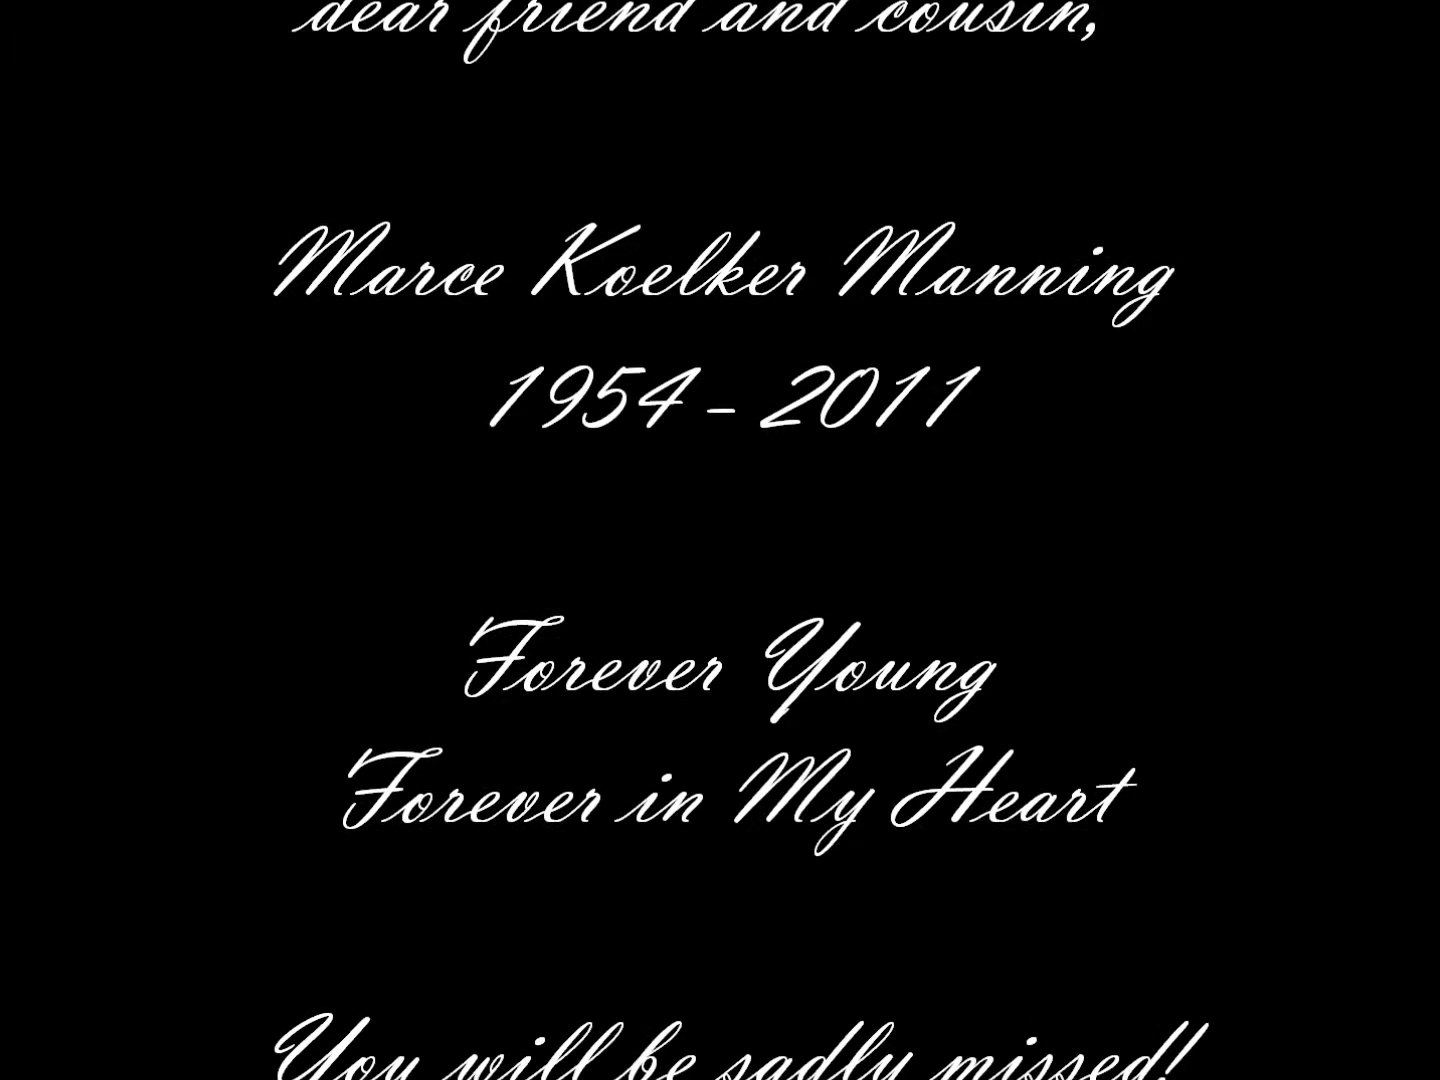 dear friend and cousin,
Marce Koelker Manning
1954 - 2011
Forever Young
Forever in My Heart
You will be sadly missed!